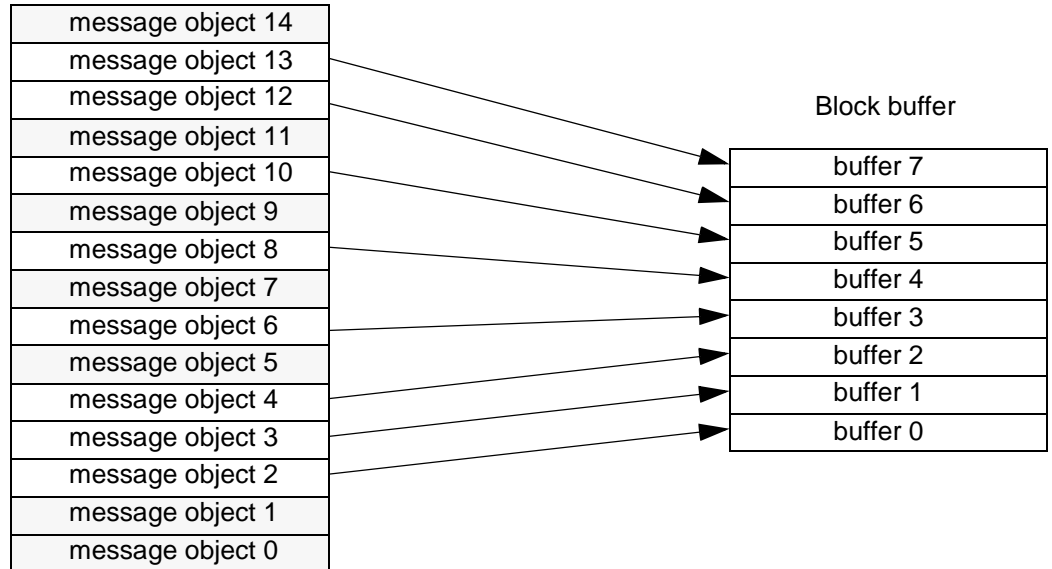 message object 14
message object 13
message object 12
message object 11
message object 10
message object 9
message object 8
message object 7
message object 6
message object 5
message object 4
message object 3
message object 2
message object 1
message object 0
Block buffer
buffer 7
buffer 6
buffer 5
buffer 4
buffer 3
buffer 2
buffer 1
buffer 0